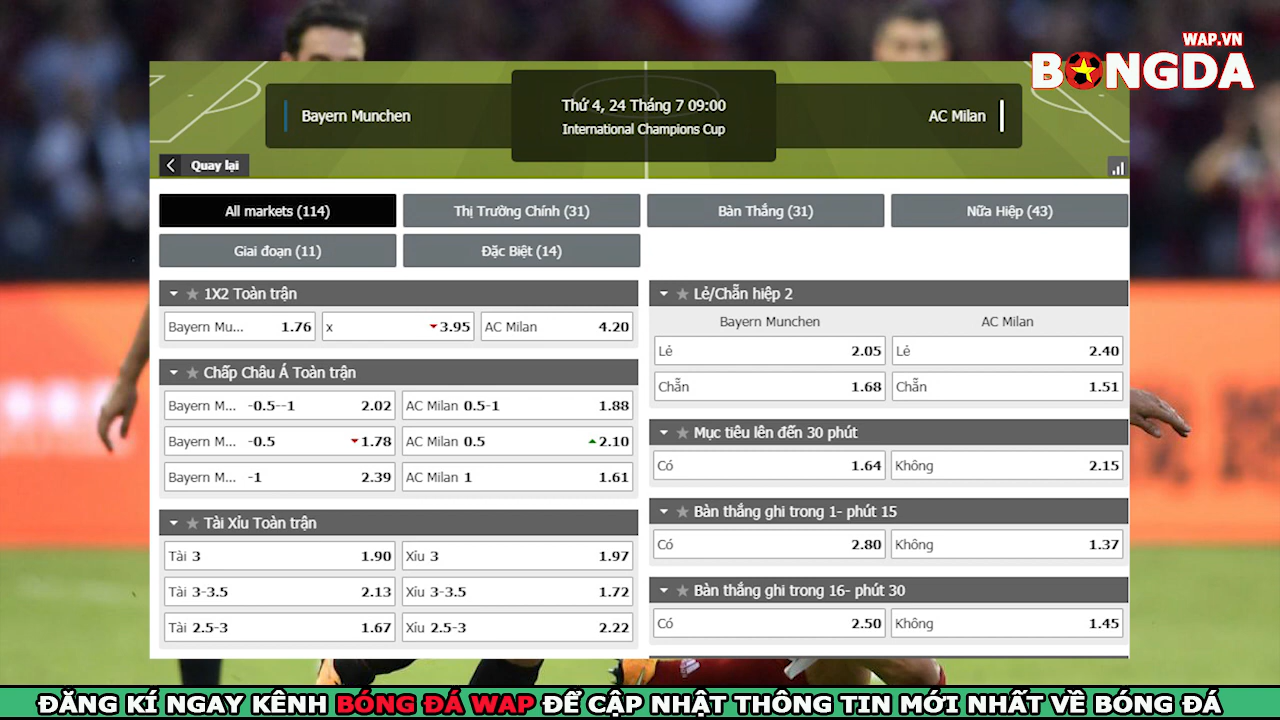 WAP.VN
BONGDA
Thứ 4, 24 Tháng 7 09:00
Bayern Munchen
AC Milan
International Champions Cup
Quay lại
All markets (114)
Thị Trường Chính (31)
Bàn Thắng (31)
Nữa Hiệp (43)
Giai đoạn (11)
Đặc Biệt (14)
1X2 Toàn trận
Bayern Mu... 1.76
x 3.95
AC Milan 4.20
Chấp Châu Á Toàn trận
Bayern M... -0.5--1 2.02
AC Milan 0.5-1 1.88
Bayern M... -0.5 1.78
AC Milan 0.5 2.10
Bayern M... -1 2.39
AC Milan 1 1.61
Tài Xỉu Toàn trận
Tài 3 1.90
Xíu 3 1.97
Tài 3-3.5 2.13
Xíu 3-3.5 1.72
Tài 2.5-3 1.67
Xíu 2.5-3 2.22
Lẻ/Chẵn hiệp 2
Bayern Munchen
AC Milan
Lẻ 2.05
Lẻ 2.40
Chẵn 1.68
Chẵn 1.51
Mục tiêu lên đến 30 phút
Có 1.64
Không 2.15
Bàn thắng ghi trong 1- phút 15
Có 2.80
Không 1.37
Bàn thắng ghi trong 16- phút 30
Có 2.50
Không 1.45
ĐĂNG KÍ NGAY KÊNH BÓNG ĐÁ WAP ĐỂ CẬP NHẬT THÔNG TIN MỚI NHẤT VỀ BÓNG ĐÁ